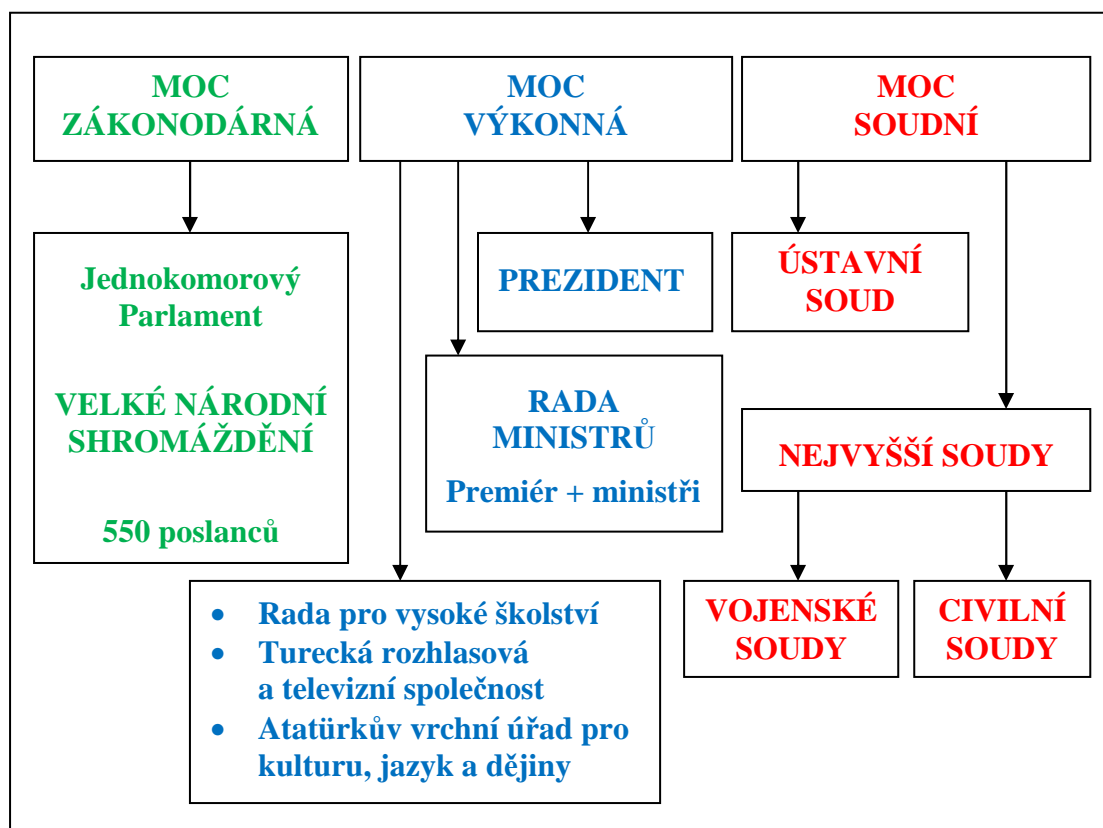 MOC
ZÁKONODÁRNÁ
MOC
VÝKONNÁ
MOC
SOUDNÍ
Jednokomorový
Parlament
VELKÉ NÁRODNÍ
SHROMÁŽDĚNÍ
550 poslanců
PREZIDENT
RADA
MINISTRŮ
Premiér + ministři
• Rada pro vysoké školství
• Turecká rozhlasová
a televizní společnost
• Atatürkův vrchní úřad pro
kulturu, jazyk a dějiny
ÚSTAVNÍ
SOUD
NEJVYŠŠÍ SOUDY
VOJENSKÉ
SOUDY
CIVILNÍ
SOUDY